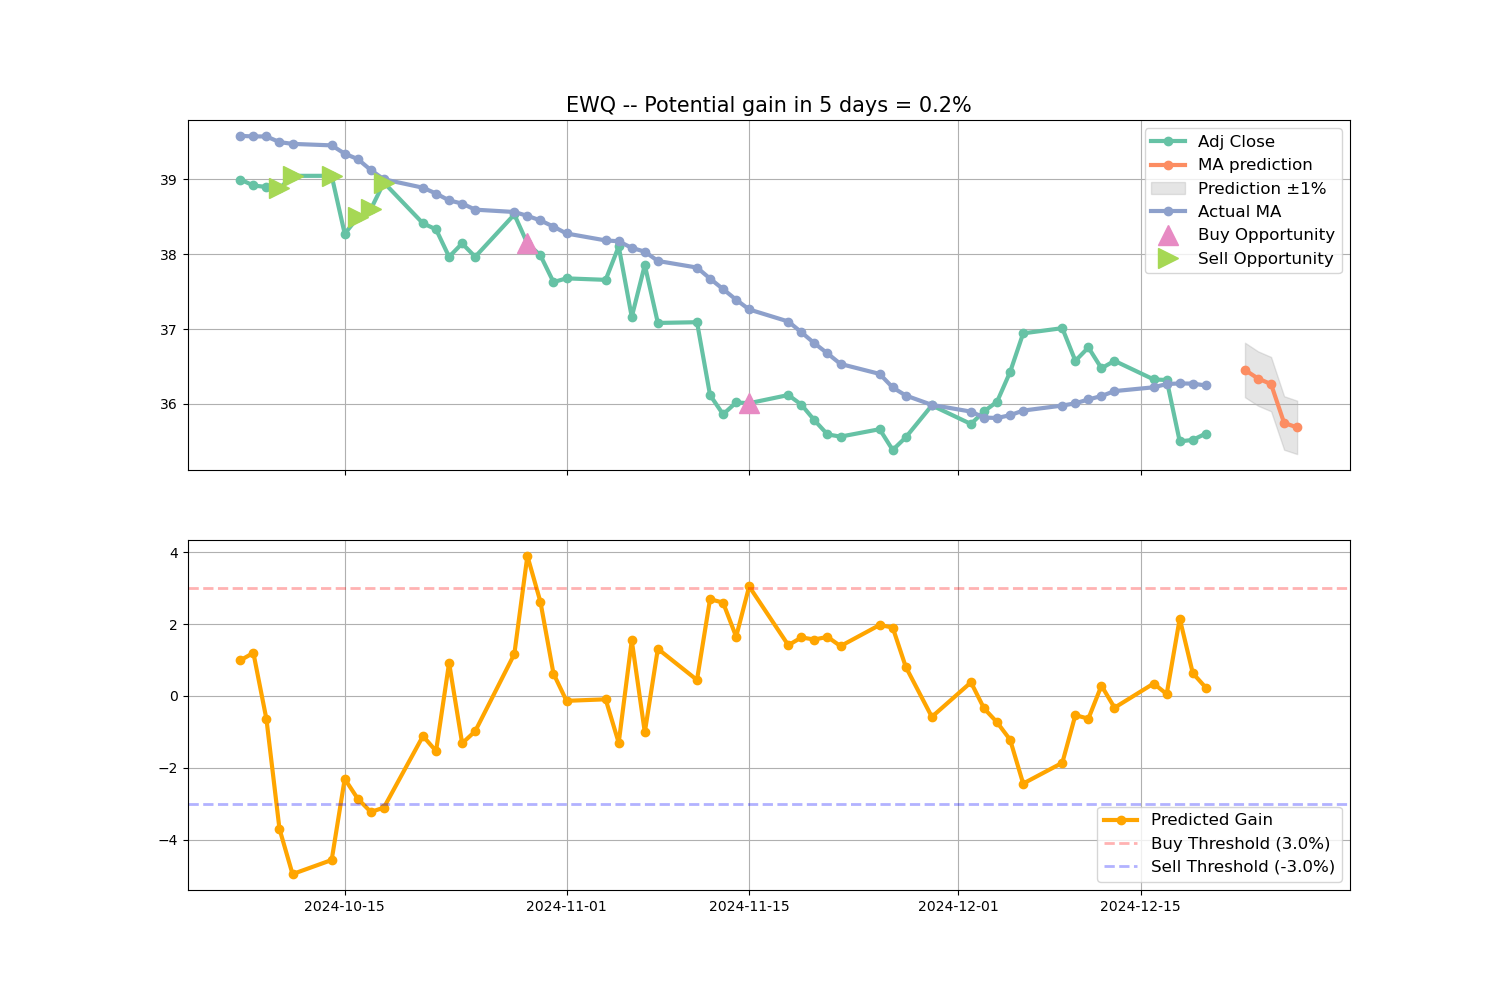 EWQ -- Potential gain in 5 days = 0.2%
39
38
37
36
Adj Close
MA prediction
Prediction ±1%
Actual MA
Buy Opportunity
Sell Opportunity
4
2
0
−2
−4
Predicted Gain
Buy Threshold (3.0%)
Sell Threshold (-3.0%)
2024-10-15
2024-11-01
2024-11-15
2024-12-01
2024-12-15